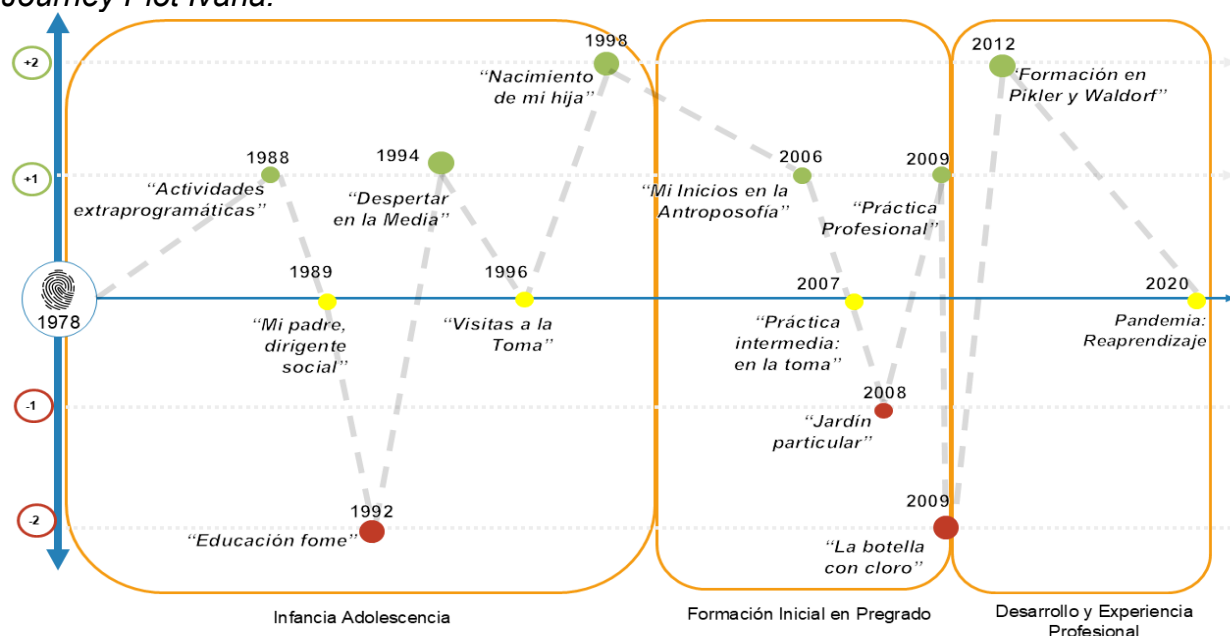 Journey Plot Ivana.
+2
+1
-1
-2
1978
1988
“Actividades
extraprogramáticas”
1989
“Mi padre,
dirigente
social”
1992
“Educación fome”
1994
“Despertar
en la Media”
1996
“Visitas a la
Toma”
1998
“Nacimiento
de mi hija”
2006
“Mi Inicios en la
Antroposofía”
2007
“Práctica
intermedia:
en la toma”
2008
“Jardín
particular”
2009
“Práctica
Profesional”
2009
“La botella
con cloro”
2012
“Formación en
Pikler y Waldorf”
2020
Pandemia:
Reaprendizaje
Infancia Adolescencia
Formación Inicial en Pregrado
Desarrollo y Experiencia
Profesional